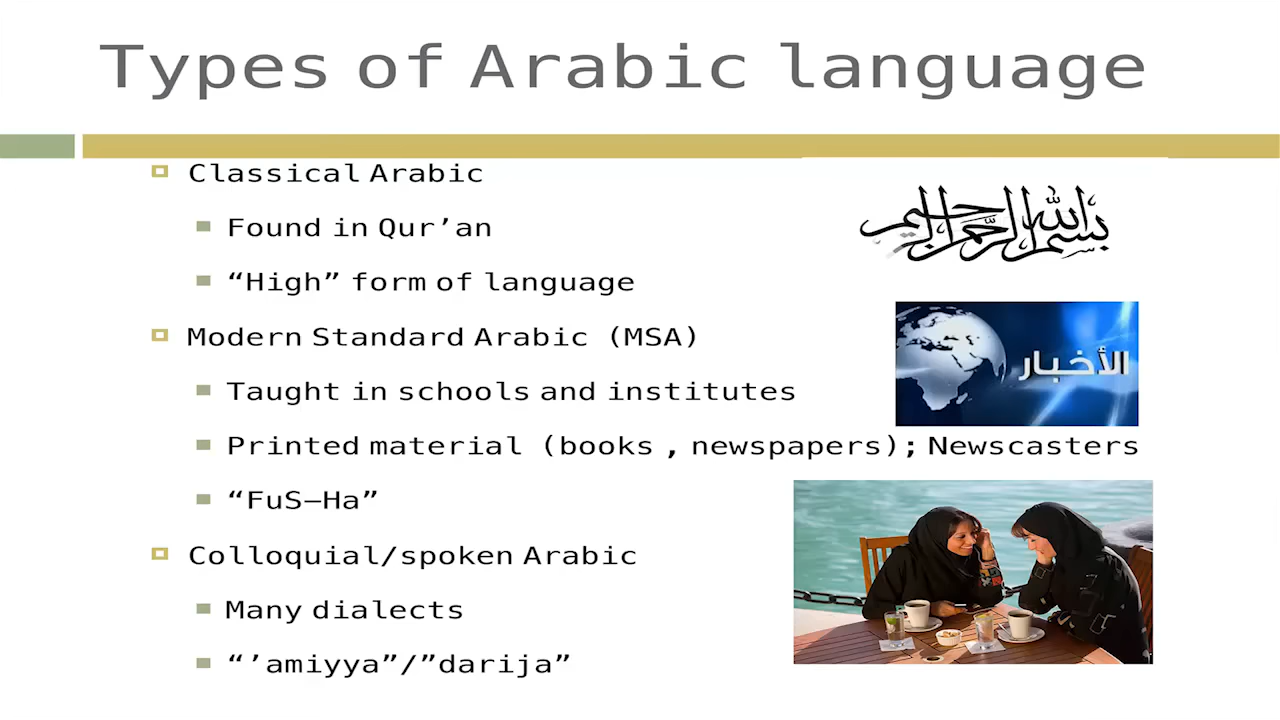 Types of Arabic language
Classical Arabic
Found in Qur’an
“High” form of language
بسم الله الرحمن الرحيم
Modern Standard Arabic (MSA)
الأخبار
Taught in schools and institutes
Printed material (books , newspapers); Newscasters
“FuS–Ha”
Colloquial/spoken Arabic
Many dialects
“’amiyya”/”darija”